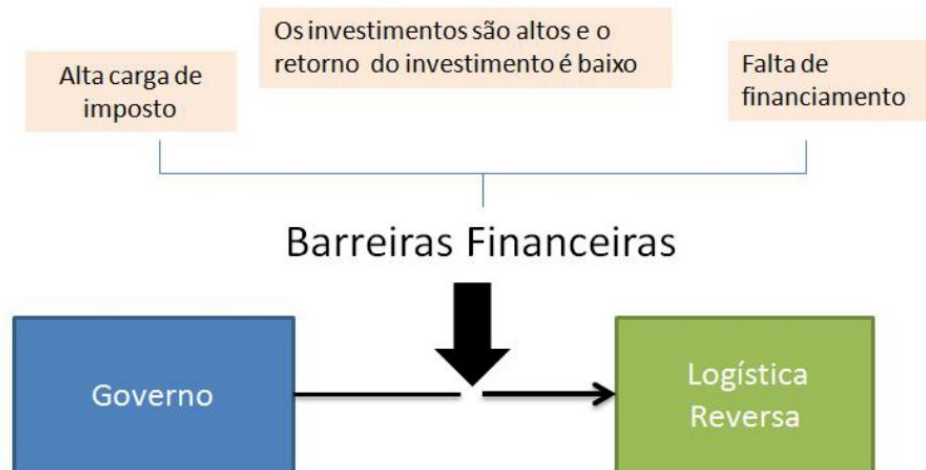 Alta carga de
imposto
Os investimentos são altos e o
retorno do investimento é baixo
Falta de
financiamento
Barreiras Financeiras
Governo
Logística
Reversa